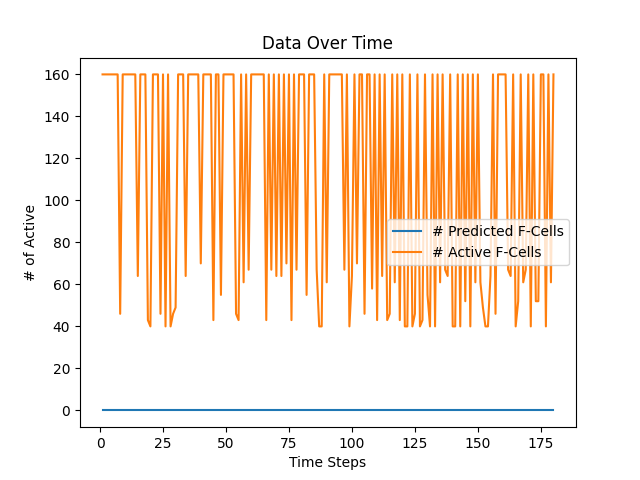 Data Over Time
# of Active
160
140
120
100
80
60
40
20
0
# Predicted F-Cells
# Active F-Cells
0 25 50 75 100 125 150 175
Time Steps